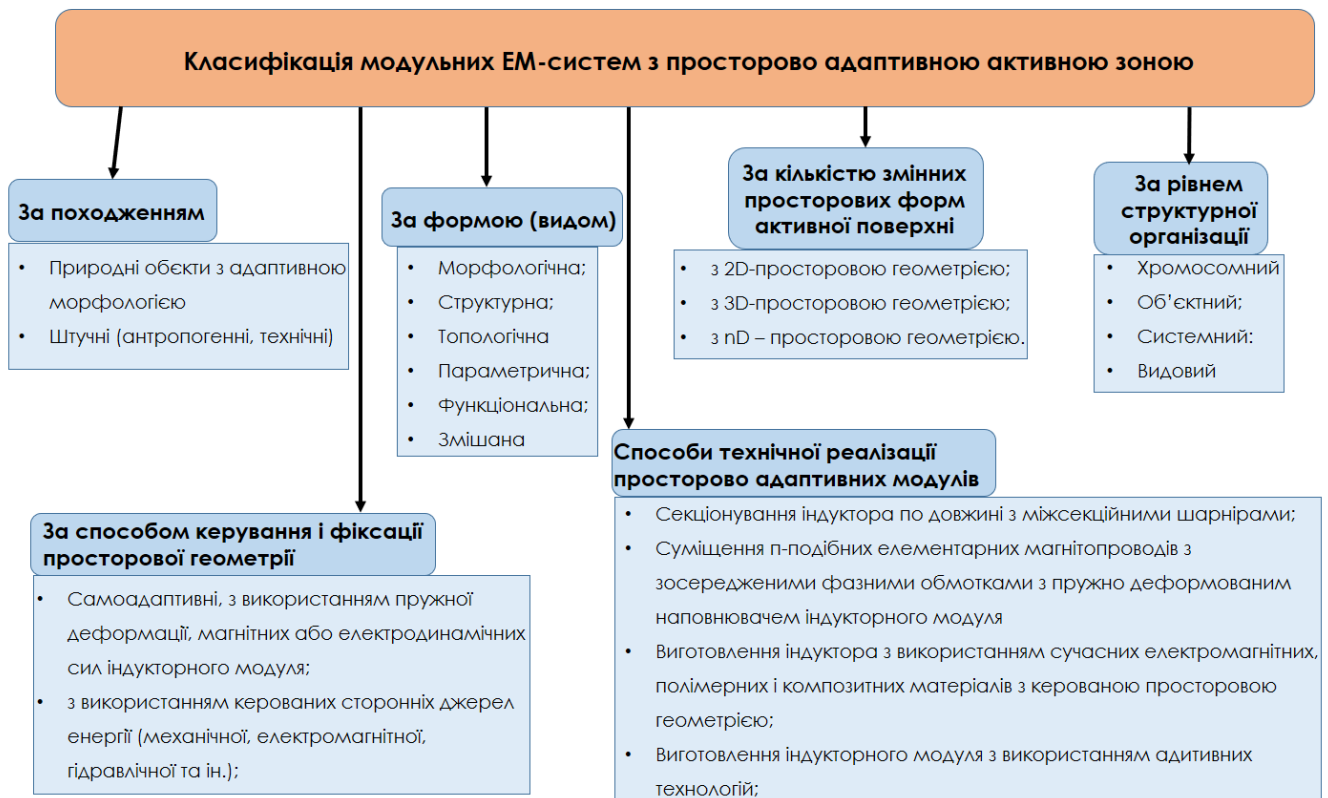 Класифікація модульних ЕМ-систем з просторово адаптивною активною зоною
За походженням
• Природні обєкти з адаптивною
морфологією
• Штучні (антропогенні, технічні)
За формою (видом)
• Морфологічна;
• Структурна;
• Топологічна
• Параметрична;
• Функціональна;
• Змішана
За кількістю змінних
просторових форм
активної поверхні
• з 2D-просторовою геометрією;
• з 3D-просторовою геометрією;
• з nD – просторовою геометрією.
За рівнем
структурної
організації
• Хромосомний
• Об’єктний;
• Системний:
• Видовий
За способом керування і фіксації
просторової геометрії
• Самоадаптивні, з використанням пружної
деформації, магнітних або електродинамічних
сил індукторного модуля;
• з використанням керованих сторонніх джерел
енергії (механічної, електромагнітної,
гідравлічної та ін.);
Способи технічної реалізації
просторово адаптивних модулів
• Секціонування індуктора по довжині з міжсекційними шарнірами;
• Суміщення п-подібних елементарних магнітопроводів з
зосередженими фазними обмотками з пружно деформованим
наповнювачем індукторного модуля
• Виготовлення індуктора з використанням сучасних електромагнітних,
полімерних і композитних матеріалів з керованою просторовою
геометрією;
• Виготовлення індукторного модуля з використанням адитивних
технологій;